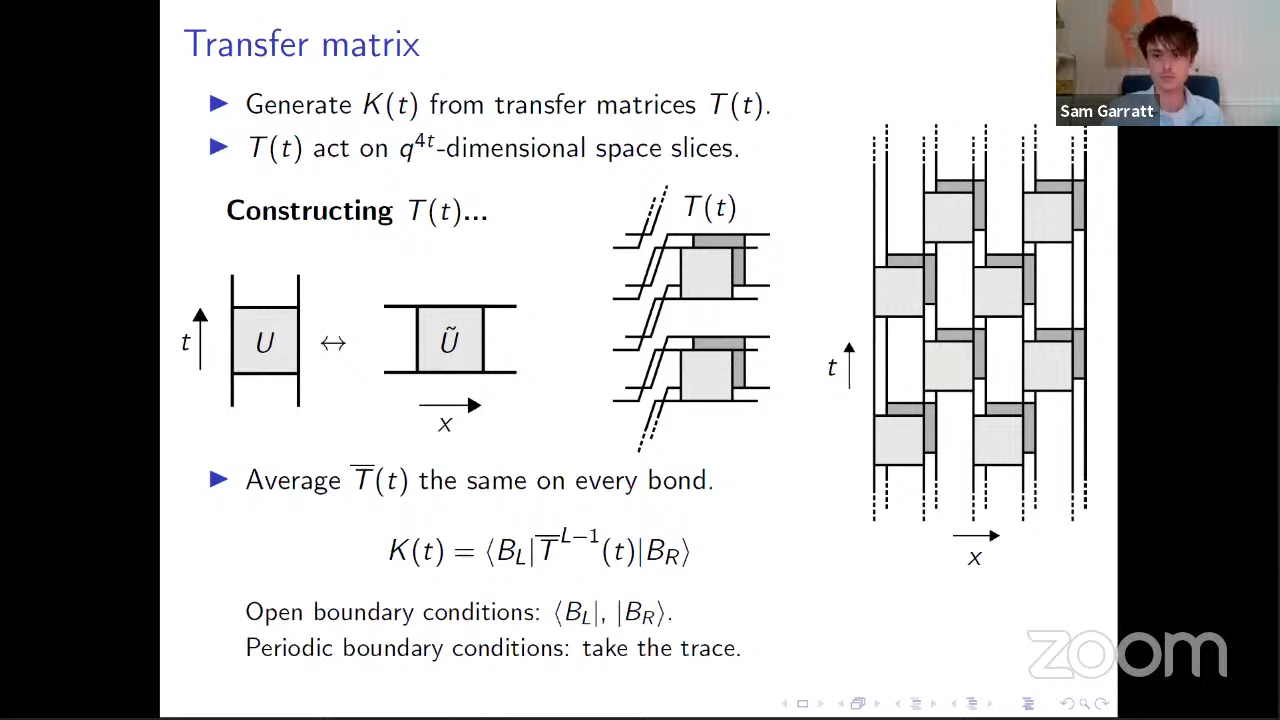 Transfer matrix
Sam Garratt
▶ Generate K(t) from transfer matrices T(t).
▶ T(t) act on q^{4t}-dimensional space slices.
Constructing T(t)...
T(t)
t
U
↔
Ũ
x
t
x
▶ Average T̅(t) the same on every bond.
K(t) = ⟨B_L|T̅^{L−1}(t)|B_R⟩
Open boundary conditions: ⟨B_L|, |B_R⟩.
Periodic boundary conditions: take the trace.
zoom